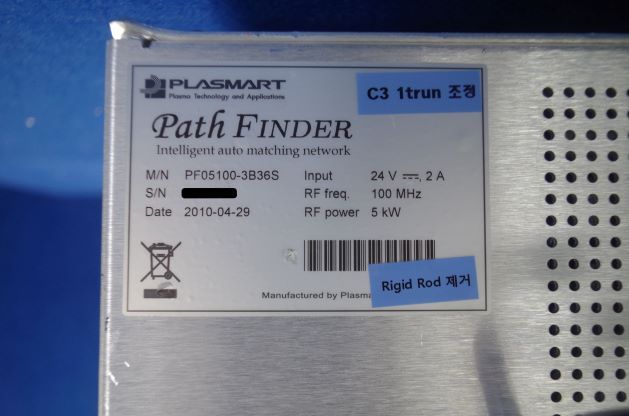 PLASMART
Plasma Technology and Applications
C3 1trun 조정
Path FINDER
Intelligent auto matching network
M/N PF05100-3B36S Input 24 V ⎓, 2 A
S/N RF freq. 100 MHz
Date 2010-04-29 RF power 5 kW
Manufactured by
Rigid Rod 제거